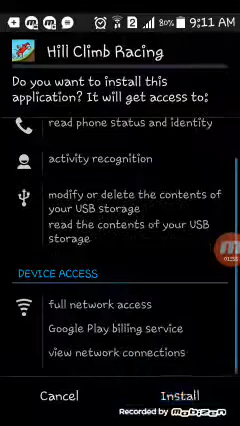 2
80%
9:11 AM
Hill Climb Racing
Do you want to install this
application? It will get access to:
read phone status and identity
activity recognition
modify or delete the contents of
your USB storage
read the contents of your USB
storage
DEVICE ACCESS
full network access
Google Play billing service
view network connections
Cancel
Install
Recorded by Mobizen